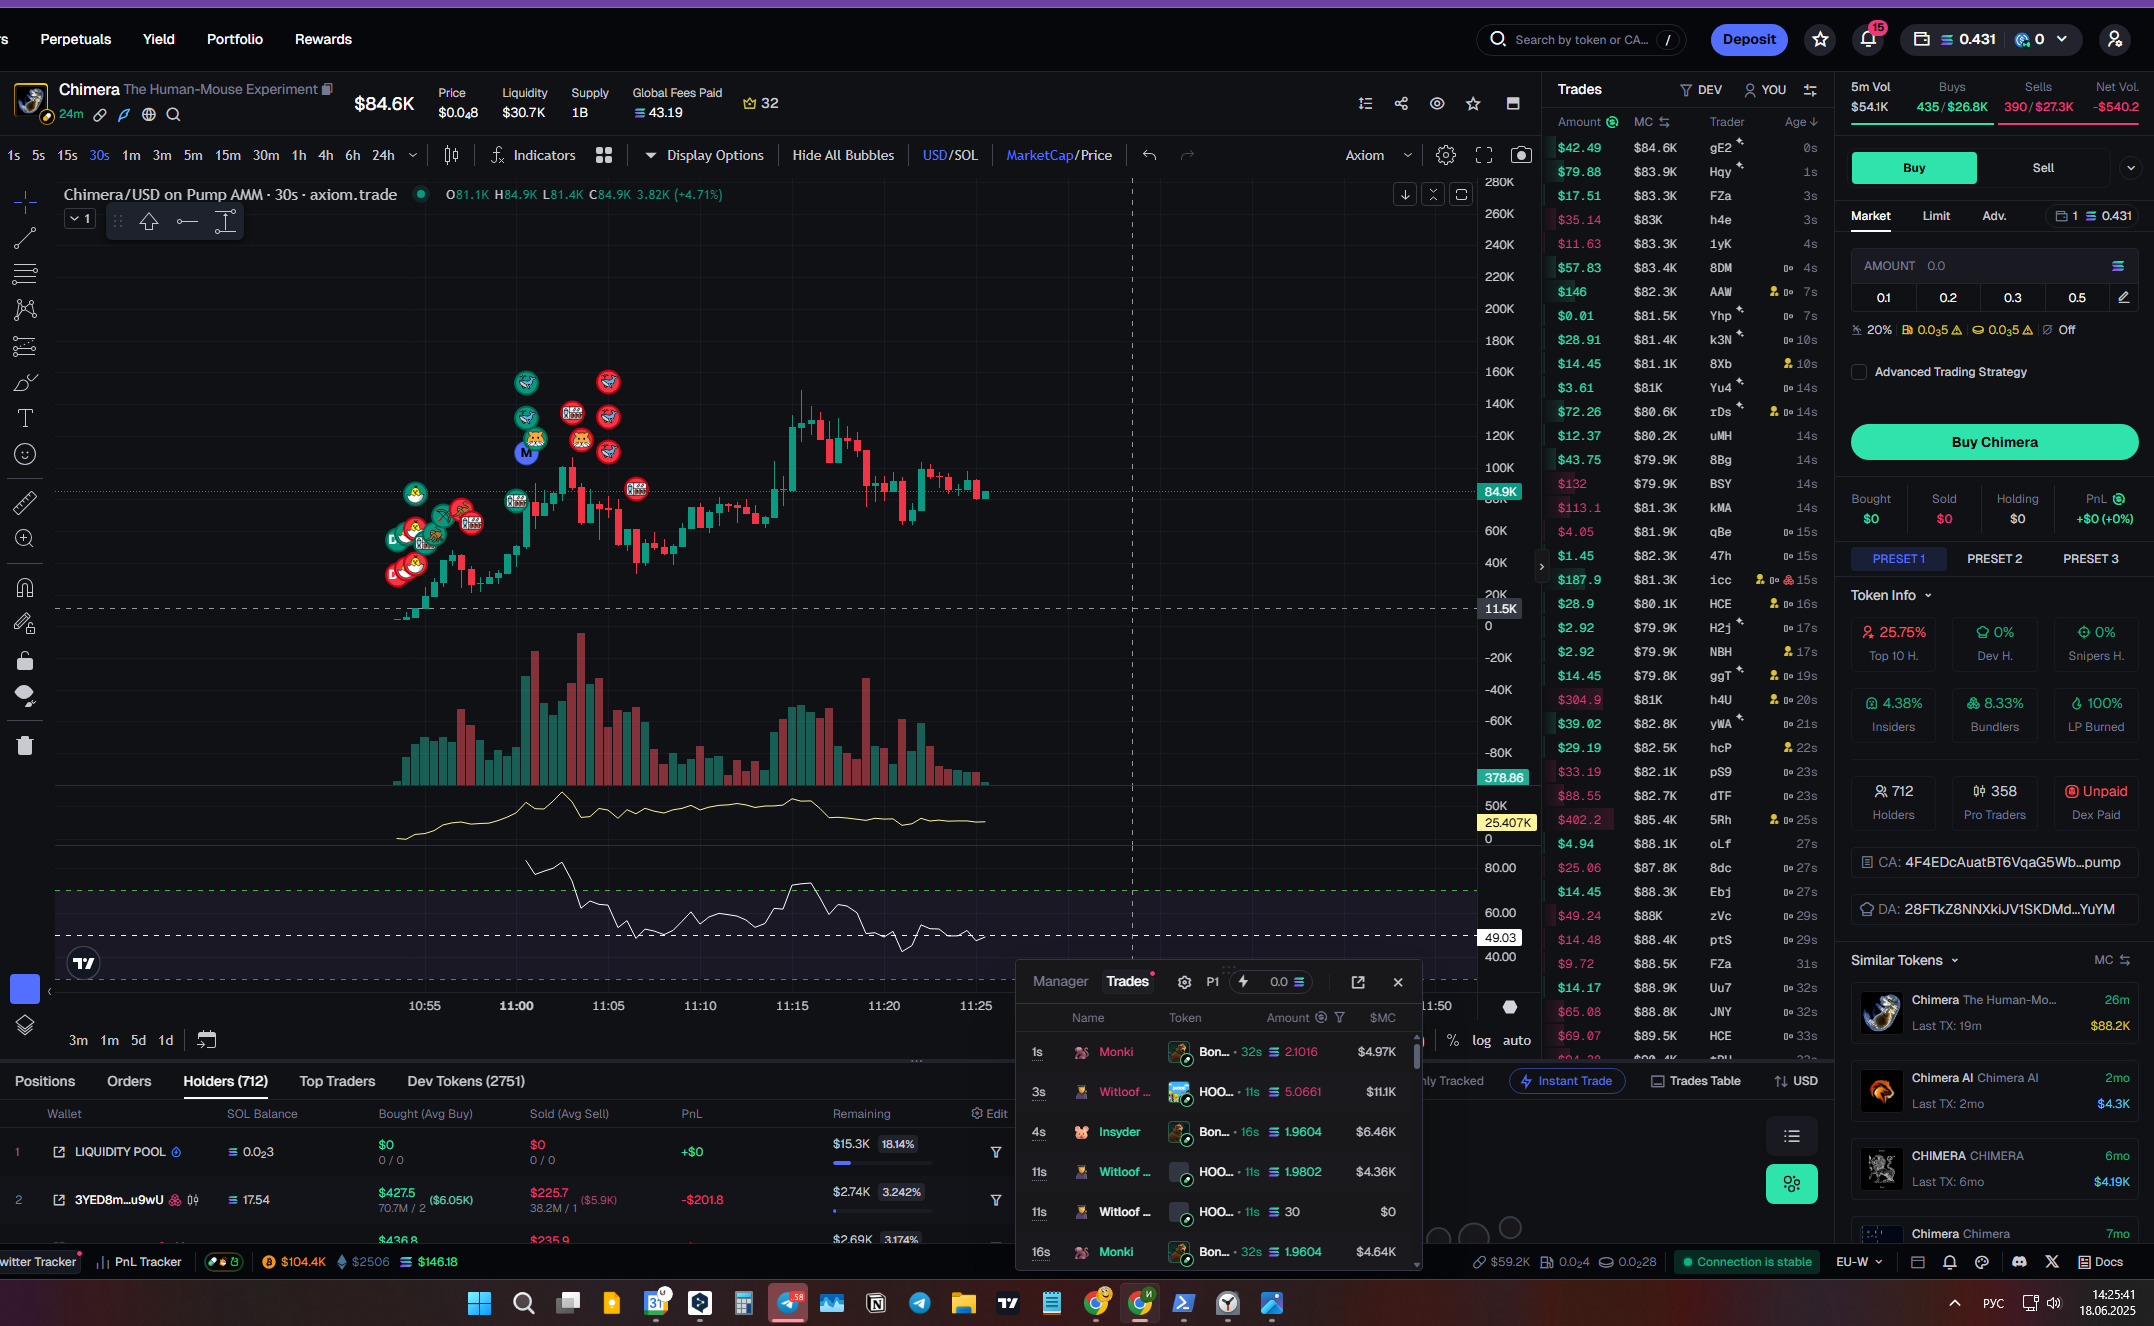 rs Perpetuals Yield Portfolio Rewards
Search by token or CA... / Deposit 15 0.431 0
Chimera The Human-Mouse Experiment
24m
$84.6K
Price Liquidity Supply Global Fees Paid
$0.0₄8 $30.7K 1B 43.19 32
1s 5s 15s 30s 1m 3m 5m 15m 30m 1h 4h 6h 24h Indicators Display Options Hide All Bubbles USD/SOL MarketCap/Price Axiom
Chimera/USD on Pump AMM · 30s · axiom.trade O81.1K H84.9K L81.4K C84.9K 3.82K (+4.71%)
1
280K
260K
240K
220K
200K
180K
160K
140K
120K
100K
84.9K
60K
40K
20K
11.5K
0
-20K
-40K
-60K
-80K
378.86
50K
25.407K
0
80.00
60.00
49.03
40.00
M
10:55 11:00 11:05 11:10 11:15 11:20 11:25 11:50
3m 1m 5d 1d % log auto
Trades DEV YOU
Amount MC Trader Age
$42.49 $84.6K gE2 0s
$79.88 $83.9K Hqy 1s
$17.51 $83.3K FZa 3s
$35.14 $83K h4e 3s
$11.63 $83.3K 1yK 4s
$57.83 $83.4K 8DM 4s
$146 $82.3K AAW 7s
$0.01 $81.5K Yhp 7s
$28.91 $81.4K k3N 10s
$14.45 $81.1K 8Xb 10s
$3.61 $81K Yu4 14s
$72.26 $80.6K rDs 14s
$12.37 $80.2K uMH 14s
$43.75 $79.9K 8Bg 14s
$132 $79.9K BSY 14s
$113.1 $81.3K kMA 14s
$4.05 $81.9K qBe 15s
$1.45 $82.3K 47h 15s
$187.9 $81.3K icc 15s
$28.9 $80.1K HCE 16s
$2.92 $79.9K H2j 17s
$2.92 $79.9K NBH 17s
$14.45 $79.8K ggT 19s
$304.9 $81K h4U 20s
$39.02 $82.8K yWA 21s
$29.19 $82.5K hcP 22s
$33.19 $82.1K pS9 23s
$88.55 $82.7K dTF 23s
$402.2 $85.4K 5Rh 25s
$4.94 $88.1K oLf 27s
$25.06 $87.8K 8dc 27s
$14.45 $88.3K Ebj 27s
$49.24 $88K zVc 29s
$14.48 $88.4K ptS 29s
$9.72 $88.5K FZa 31s
$14.17 $88.9K Uu7 32s
$65.08 $88.8K JNY 32s
$69.07 $89.5K HCE 33s
5m Vol Buys Sells Net Vol.
$54.1K 435/$26.8K 390/$27.3K -$540.2
Buy Sell
Market Limit Adv. 1 0.431
AMOUNT 0.0
0.1 0.2 0.3 0.5
20% 0.0₃5 0.0₃5 Off
Advanced Trading Strategy
Buy Chimera
Bought Sold Holding PnL
$0 $0 $0 +$0 (+0%)
PRESET 1 PRESET 2 PRESET 3
Token Info
25.75% 0% 0%
Top 10 H. Dev H. Snipers H.
4.38% 8.33% 100%
Insiders Bundlers LP Burned
712 358 Unpaid
Holders Pro Traders Dex Paid
CA: 4F4EDcAuatBT6VqaG5Wb...pump
DA: 28FTkZ8NNXkiJV1SKDMd...YuYM
Similar Tokens MC
Chimera The Human-Mo... 26m
Last TX: 19m $88.2K
Chimera AI Chimera AI 2mo
Last TX: 2mo $4.3K
CHIMERA CHIMERA 6mo
Last TX: 6mo $4.19K
Chimera Chimera 7mo
Manager Trades P1 0.0
Name Token Amount $MC
1s Monki Bon... · 32s 2.1016 $4.97K
3s Witloof ... HOO... · 11s 5.0661 $11.1K
4s Insyder Bon... · 16s 1.9604 $6.46K
11s Witloof ... HOO... · 11s 1.9802 $4.36K
11s Witloof ... HOO... · 11s 30 $0
16s Monki Bon... · 32s 1.9604 $4.64K
Positions Orders Holders (712) Top Traders Dev Tokens (2751) nly Tracked Instant Trade Trades Table USD
Wallet SOL Balance Bought (Avg Buy) Sold (Avg Sell) PnL Remaining Edit
1 LIQUIDITY POOL 0.0₂3 $0 $0 +$0 $15.3K 18.14%
0 / 0 0 / 0
2 3YED8m...u9wU 17.54 $427.5 ($6.05K) $225.7 ($5.9K) -$201.8 $2.74K 3.242%
70.7M / 2 38.2M / 1
$436.8 $235.9 $2.69K 3.174%
witter Tracker PnL Tracker $104.4K $2506 $146.18 $59.2K 0.0₂4 0.0₂28 Connection is stable EU-W Docs
31 58 РУС 14:25:41
18.06.2025